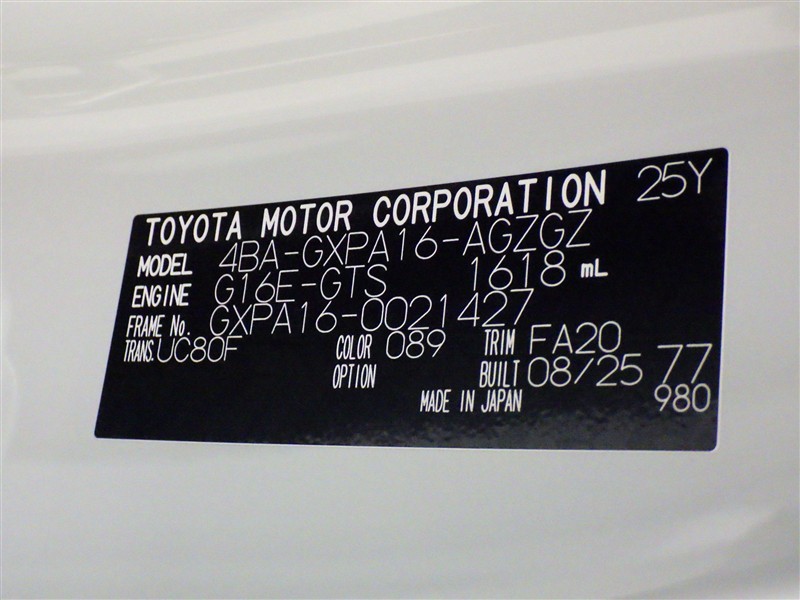 TOYOTA MOTOR CORPORATION 25Y
MODEL 4BA-GXPA16-AGZGZ
ENGINE G16E-GTS 1618 mL
FRAME No. GXPA16-0021427
TRANS. UC80F COLOR 089 TRIM FA20
OPTION BUILT 08/25 77
MADE IN JAPAN 980